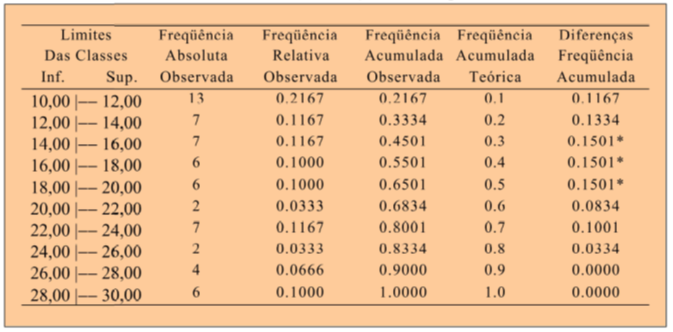 Limites Freqüência Freqüência Freqüência Freqüência Diferenças
Das Classes Absoluta Relativa Acumulada Acumulada Freqüência
Inf. Sup. Observada Observada Observada Teórica Acumulada
10,00 |— 12,00 13 0.2167 0.2167 0.1 0.1167
12,00 |— 14,00 7 0.1167 0.3334 0.2 0.1334
14,00 |— 16,00 7 0.1167 0.4501 0.3 0.1501*
16,00 |— 18,00 6 0.1000 0.5501 0.4 0.1501*
18,00 |— 20,00 6 0.1000 0.6501 0.5 0.1501*
20,00 |— 22,00 2 0.0333 0.6834 0.6 0.0834
22,00 |— 24,00 7 0.1167 0.8001 0.7 0.1001
24,00 |— 26,00 2 0.0333 0.8334 0.8 0.0334
26,00 |— 28,00 4 0.0666 0.9000 0.9 0.0000
28,00 |— 30,00 6 0.1000 1.0000 1.0 0.0000